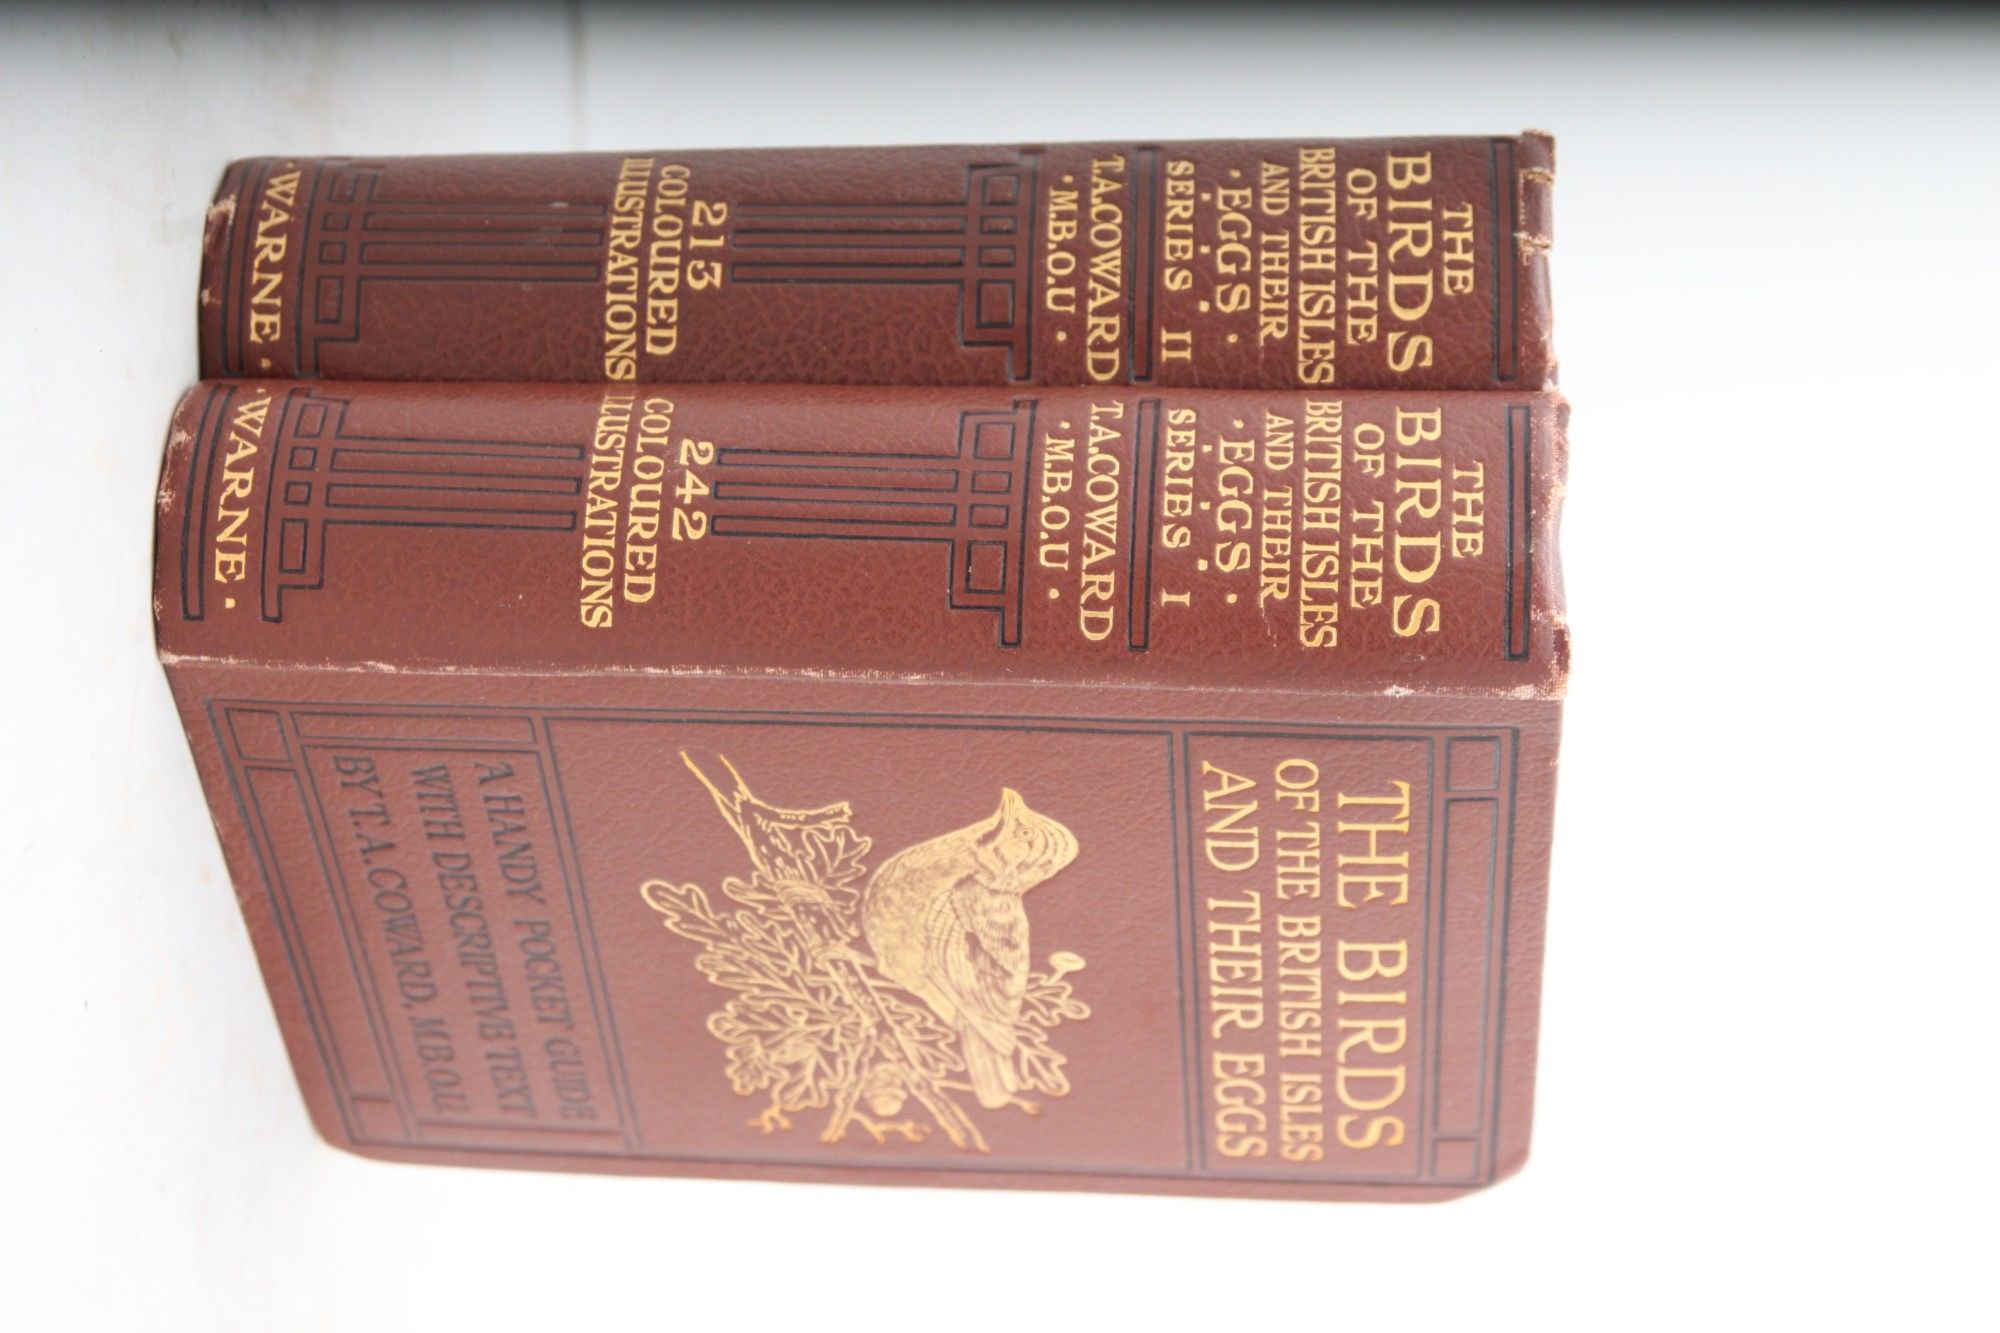 THE
BIRDS
OF THE
BRITISH ISLES
AND THEIR
· EGGS ·
SERIES II
T.A.COWARD
· M.B.O.U ·
213
COLOURED
ILLUSTRATIONS
· WARNE ·
THE
BIRDS
OF THE
BRITISH ISLES
AND THEIR
· EGGS ·
SERIES I
T.A.COWARD
· M.B.O.U ·
242
COLOURED
ILLUSTRATIONS
· WARNE ·
THE BIRDS
OF THE BRITISH ISLES
AND THEIR EGGS
A HANDY POCKET GUIDE
WITH DESCRIPTIVE TEXT
BY T.A.COWARD, M.B.O.U.